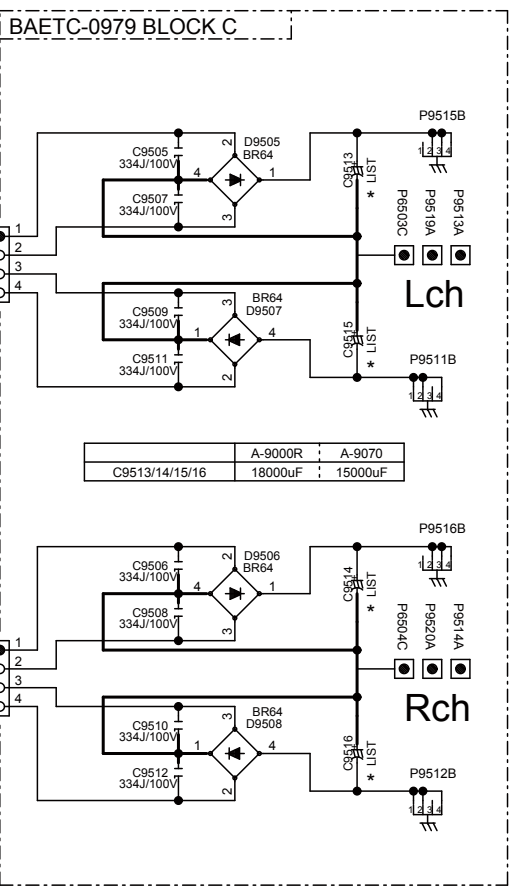 BAETC-0979 BLOCK C
P9515B
1 2 3 4
C9505
334J/100V
C9507
334J/100V
2
D9505
BR64
4
1
3
C9513
* LIST
P6503C
P9519A
P9513A
1
2
3
4
Lch
C9509
334J/100V
C9511
334J/100V
3
BR64
D9507
1
4
2
C9515
* LIST
P9511B
1 2 3 4
A-9000R A-9070
C9513/14/15/16 18000uF 15000uF
P9516B
1 2 3 4
C9506
334J/100V
C9508
334J/100V
2
D9506
BR64
4
1
3
C9514
* LIST
P6504C
P9520A
P9514A
1
2
3
4
Rch
C9510
334J/100V
C9512
334J/100V
3
BR64
D9508
1
4
2
C9516
* LIST
P9512B
1 2 3 4